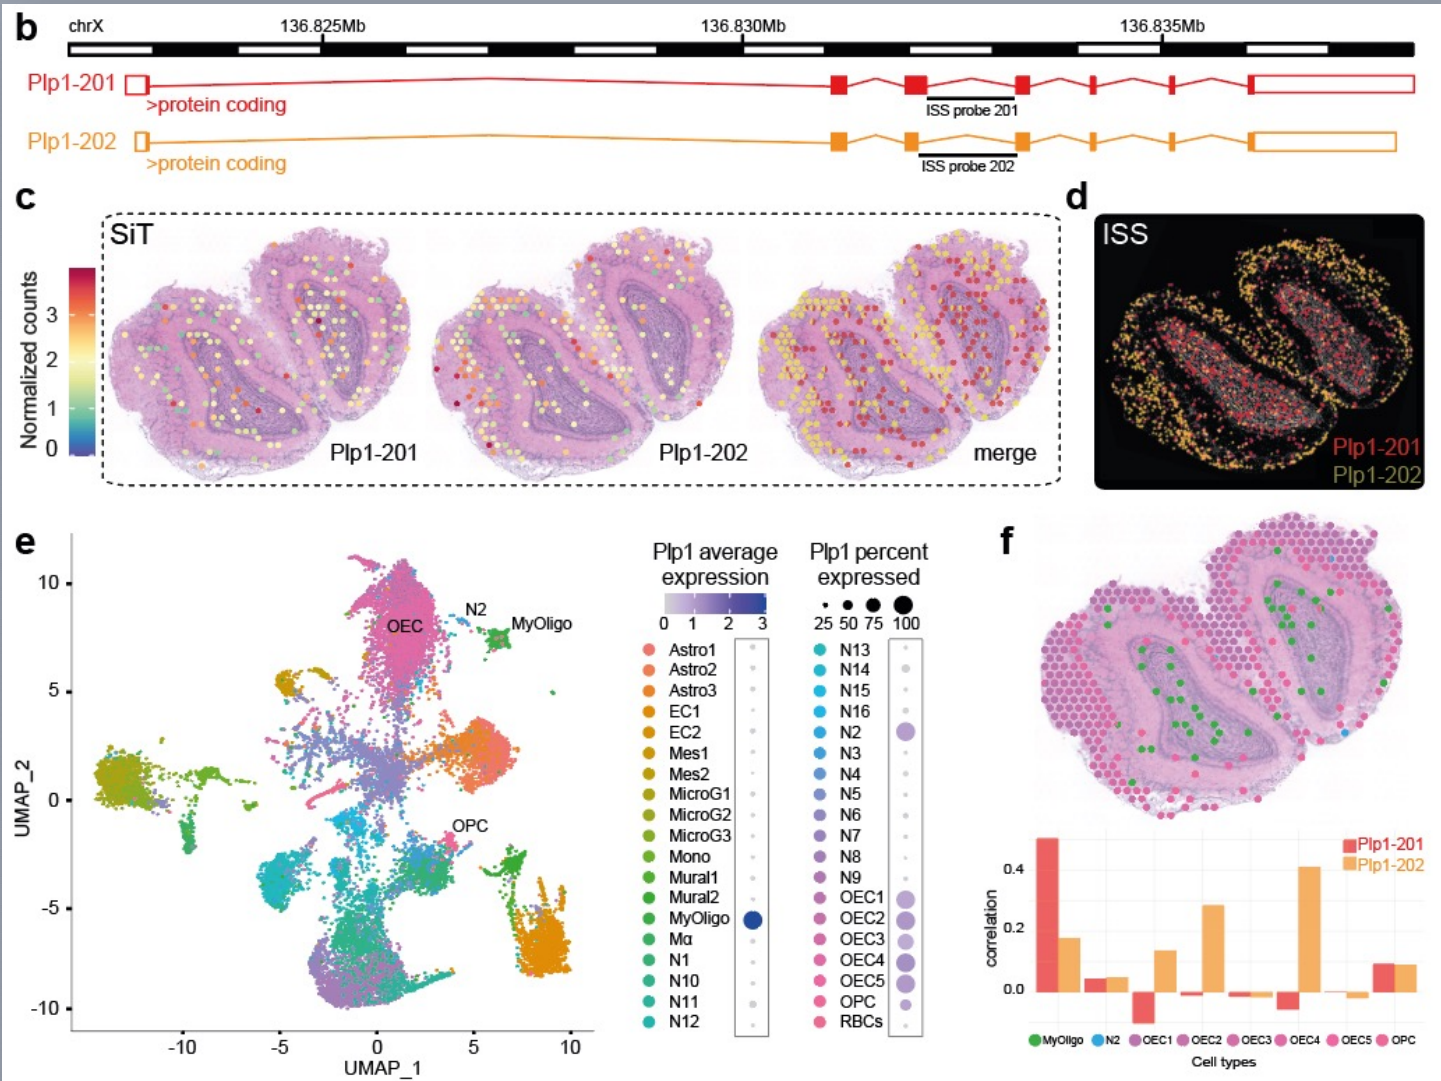 b
chrX
136.825Mb
136.830Mb
136.835Mb
Plp1-201
>protein coding
ISS probe 201
Plp1-202
>protein coding
ISS probe 202
c
SiT
Normalized counts
3
2
1
0
Plp1-201
Plp1-202
merge
d
ISS
Plp1-201
Plp1-202
e
UMAP_2
10
5
0
-5
-10
-10
-5
0
5
10
UMAP_1
OEC
N2
MyOligo
OPC
Plp1 average
expression
0 1 2 3
Astro1
Astro2
Astro3
EC1
EC2
Mes1
Mes2
MicroG1
MicroG2
MicroG3
Mono
Mural1
Mural2
MyOligo
Mα
N1
N10
N11
N12
Plp1 percent
expressed
25 50 75 100
N13
N14
N15
N16
N2
N3
N4
N5
N6
N7
N8
N9
OEC1
OEC2
OEC3
OEC4
OEC5
OPC
RBCs
f
Plp1-201
Plp1-202
correlation
0.4
0.2
0.0
MyOligo N2 OEC1 OEC2 OEC3 OEC4 OEC5 OPC
Cell types